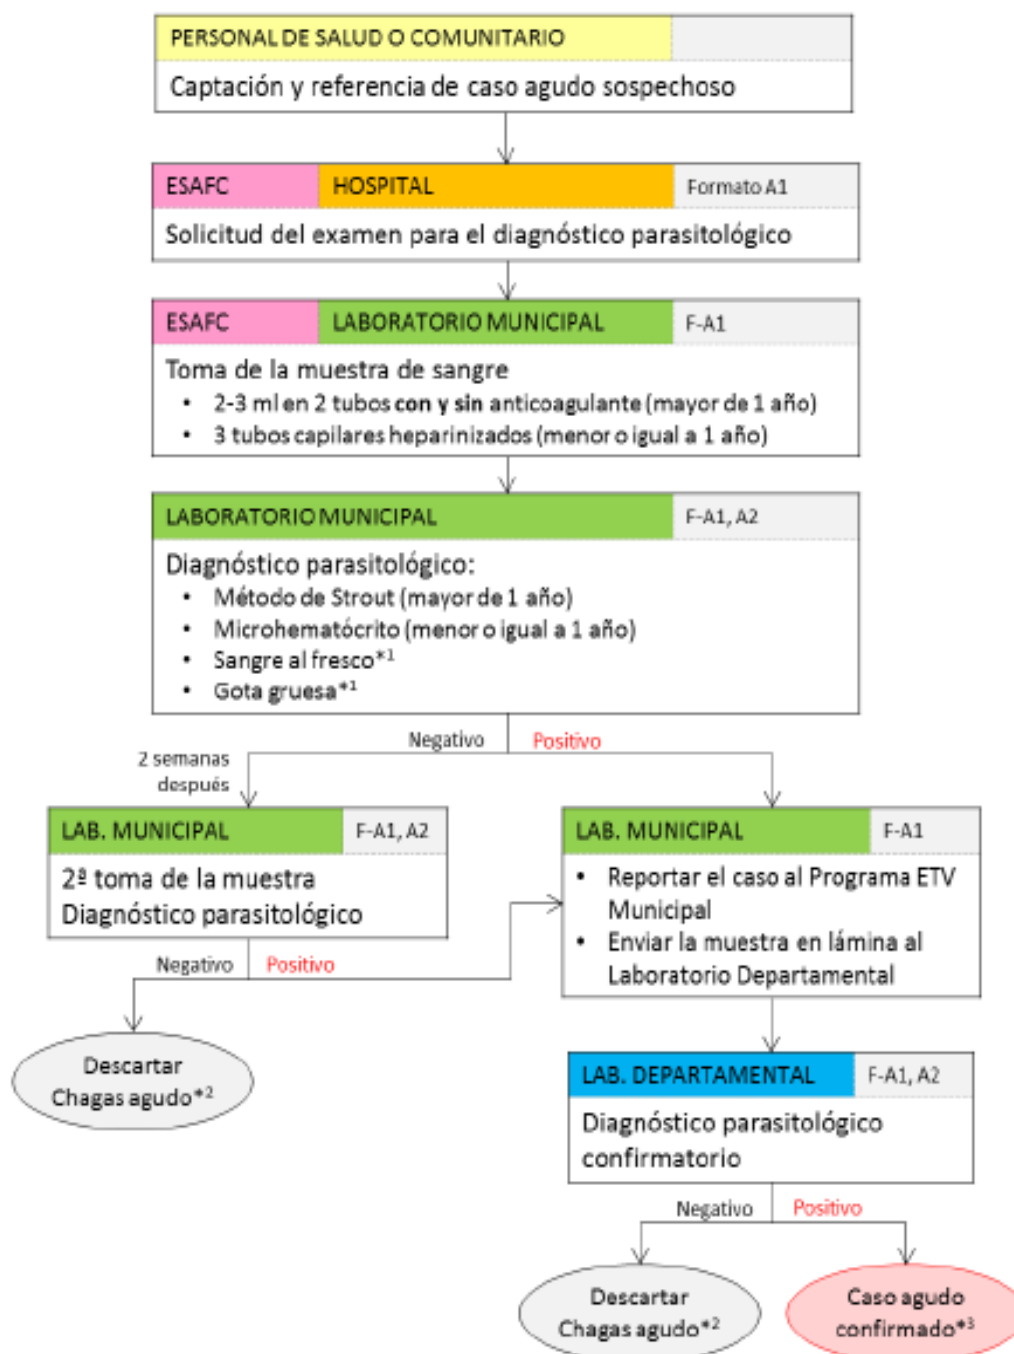 PERSONAL DE SALUD O COMUNITARIO
Captación y referencia de caso agudo sospechoso
ESAFC HOSPITAL Formato A1
Solicitud del examen para el diagnóstico parasitológico
ESAFC LABORATORIO MUNICIPAL F-A1
Toma de la muestra de sangre
• 2-3 ml en 2 tubos con y sin anticoagulante (mayor de 1 año)
• 3 tubos capilares heparinizados (menor o igual a 1 año)
LABORATORIO MUNICIPAL F-A1, A2
Diagnóstico parasitológico:
• Método de Strout (mayor de 1 año)
• Microhematócrito (menor o igual a 1 año)
• Sangre al fresco*1
• Gota gruesa*1
Negativo Positivo
2 semanas
después
LAB. MUNICIPAL F-A1, A2
2ª toma de la muestra
Diagnóstico parasitológico
Negativo Positivo
Descartar
Chagas agudo*2
LAB. MUNICIPAL F-A1
• Reportar el caso al Programa ETV
Municipal
• Enviar la muestra en lámina al
Laboratorio Departamental
LAB. DEPARTAMENTAL F-A1, A2
Diagnóstico parasitológico
confirmatorio
Negativo Positivo
Descartar
Chagas agudo*2
Caso agudo
confirmado*3